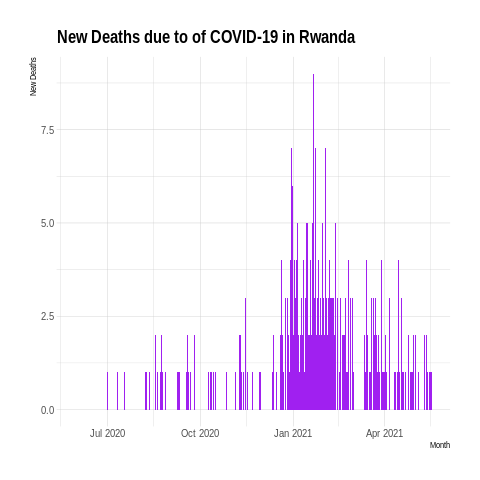 New Deaths due to of COVID-19 in Rwanda
New Deaths
7.5
5.0
2.5
0.0
Jul 2020 Oct 2020 Jan 2021 Apr 2021
Month